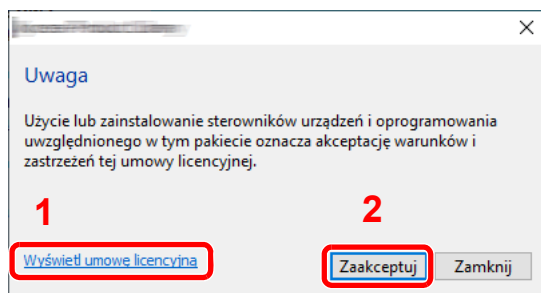 Uwaga
Użycie lub zainstalowanie sterowników urządzeń i oprogramowania
uwzględnionego w tym pakiecie oznacza akceptację warunków i
zastrzeżeń tej umowy licencyjnej.
1
2
Wyświetl umowę licencyjną
Zaakceptuj
Zamknij